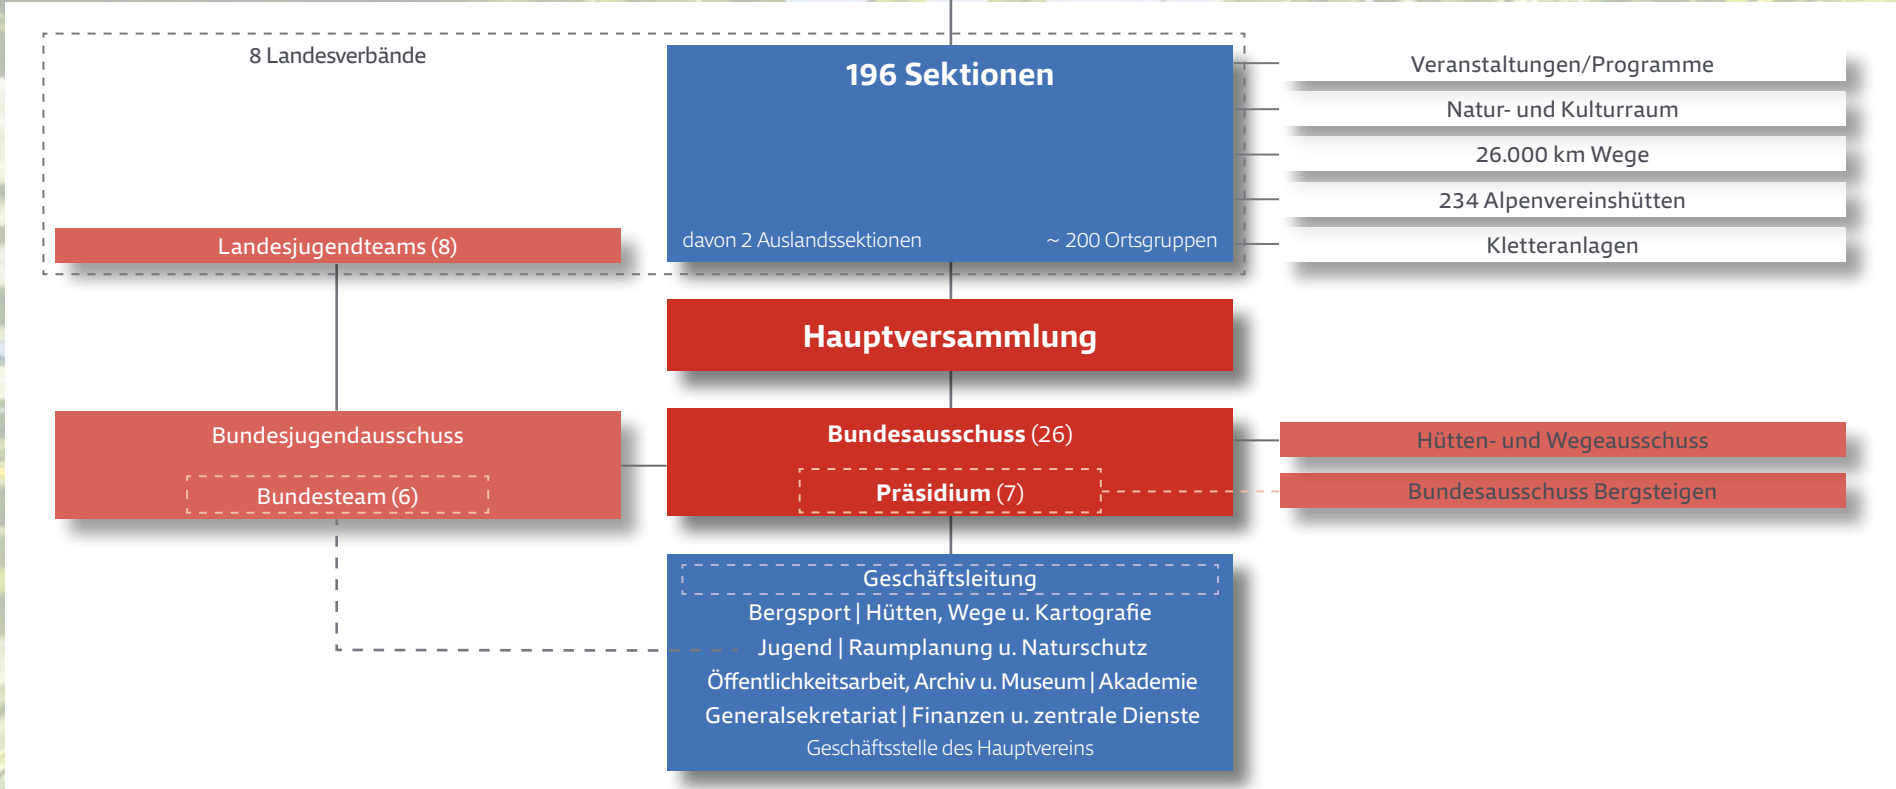 8 Landesverbände
196 Sektionen
davon 2 Auslandssektionen
~ 200 Ortsgruppen
Landesjugendteams (8)
Veranstaltungen/Programme
Natur- und Kulturraum
26.000 km Wege
234 Alpenvereinshütten
Kletteranlagen
Hauptversammlung
Bundesjugendausschuss
Bundesteam (6)
Bundesausschuss (26)
Präsidium (7)
Hütten- und Wegeausschuss
Bundesausschuss Bergsteigen
Geschäftsleitung
Bergsport | Hütten, Wege u. Kartografie
Jugend | Raumplanung u. Naturschutz
Öffentlichkeitsarbeit, Archiv u. Museum | Akademie
Generalsekretariat | Finanzen u. zentrale Dienste
Geschäftsstelle des Hauptvereins